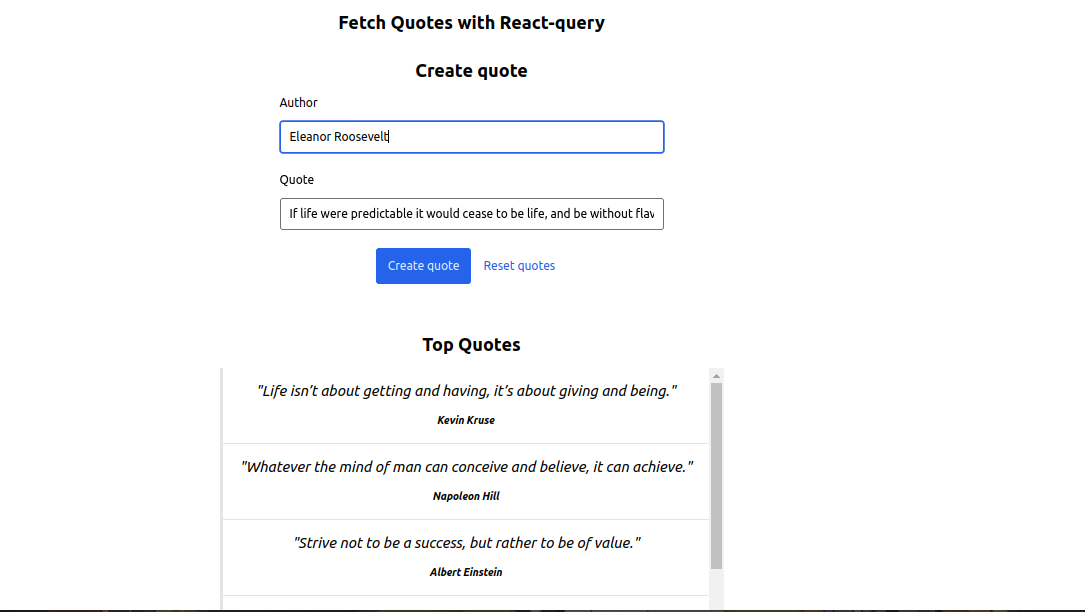 Fetch Quotes with React-query
Create quote
Author
Eleanor Roosevelt
Quote
If life were predictable it would cease to be life, and be without flav
Create quote Reset quotes
Top Quotes
"Life isn’t about getting and having, it’s about giving and being."
Kevin Kruse
"Whatever the mind of man can conceive and believe, it can achieve."
Napoleon Hill
"Strive not to be a success, but rather to be of value."
Albert Einstein